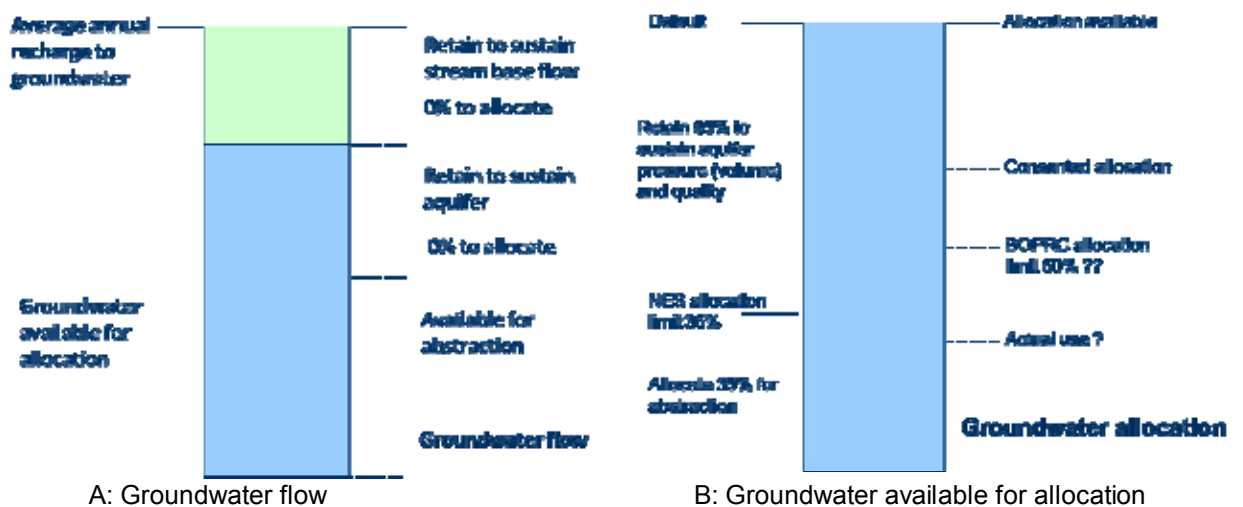 Average annual
recharge to
groundwater
Retain to sustain
stream base flow
0% to allocate
Retain to sustain
aquifer
0% to allocate
Groundwater
available for
allocation
Available for
abstraction
Groundwater flow
A: Groundwater flow
Default
Allocation available
Retain 65% to
sustain aquifer
pressure (volume)
and quality
Consented allocation
BOPRC allocation
limit ??
NES allocation
limit 35%
Actual use ?
Allocate 35% for
abstraction
Groundwater allocation
B: Groundwater available for allocation